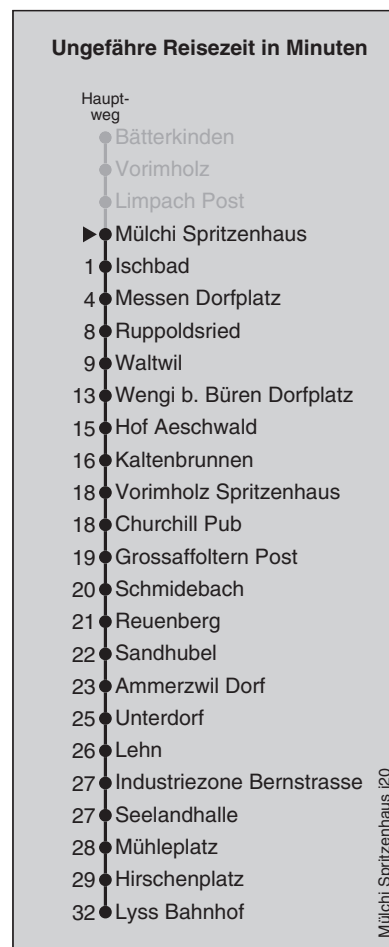 Ungefähre Reisezeit in Minuten
Haupt-
weg
Bätterkinden
Vorimholz
Limpach Post
Mülchi Spritzenhaus
1 Ischbad
4 Messen Dorfplatz
8 Ruppoldsried
9 Waltwil
13 Wengi b. Büren Dorfplatz
15 Hof Aeschwald
16 Kaltenbrunnen
18 Vorimholz Spritzenhaus
18 Churchill Pub
19 Grossaffoltern Post
20 Schmidebach
21 Reuenberg
22 Sandhubel
23 Ammerzwil Dorf
25 Unterdorf
26 Lehn
27 Industriezone Bernstrasse
27 Seelandhalle
28 Mühleplatz
29 Hirschenplatz
32 Lyss Bahnhof
Mülchi Spritzenhaus j20